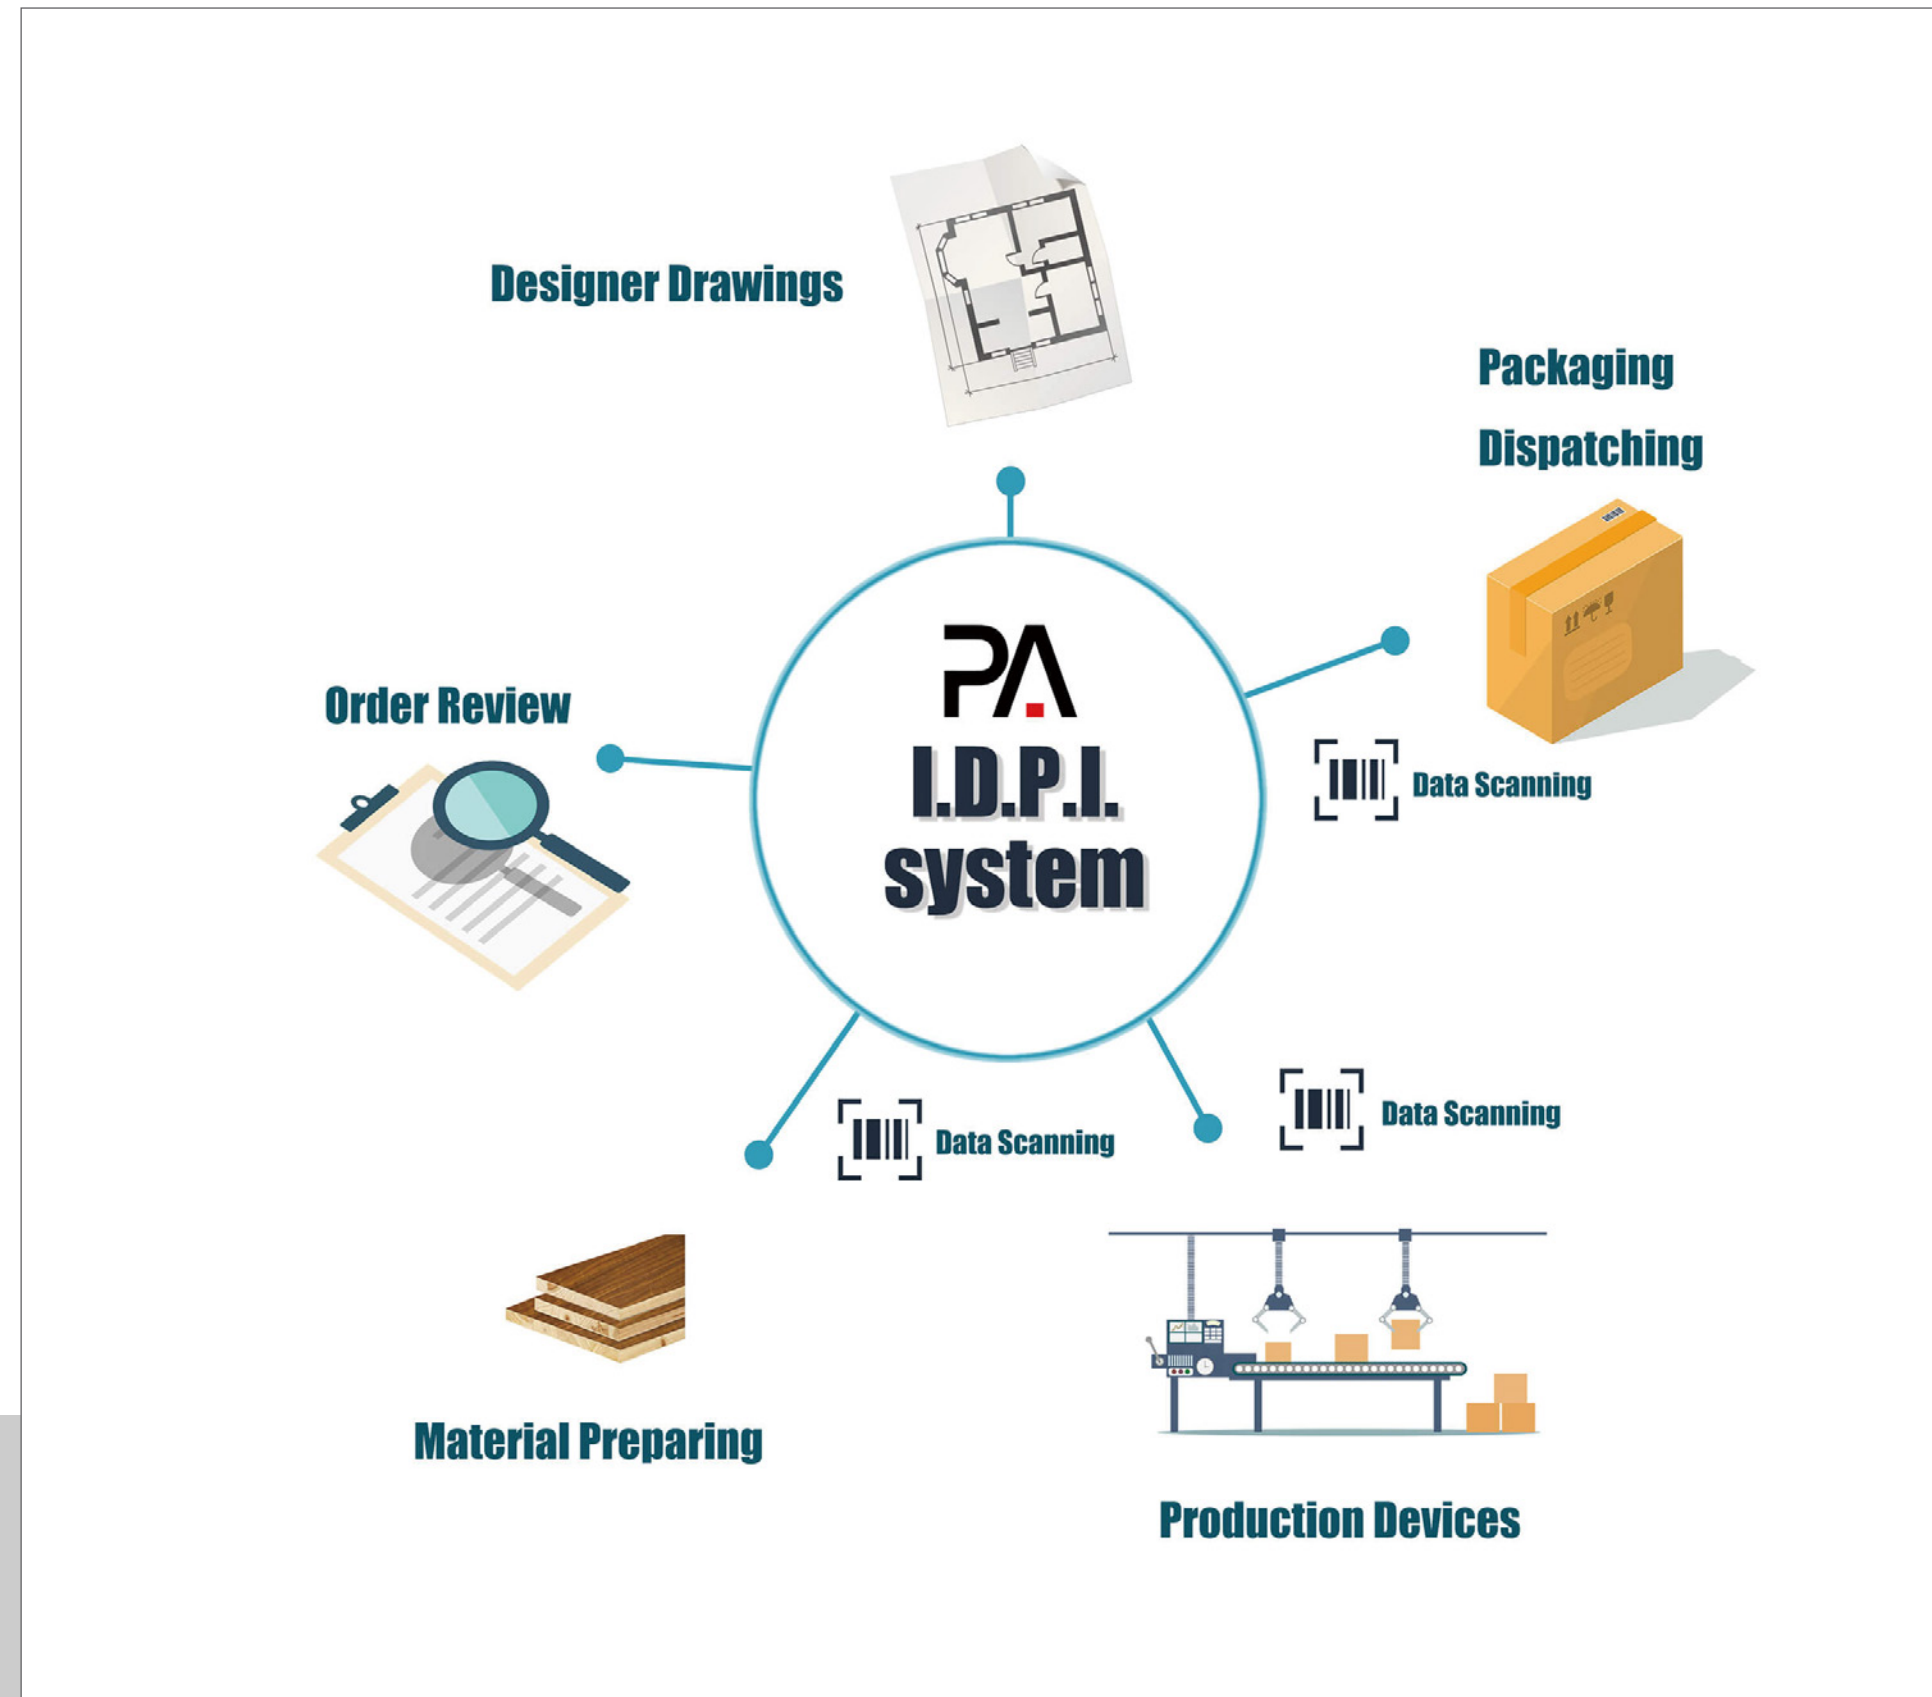 Designer Drawings
Packaging
Dispatching
PA
I.D.P.I.
system
Order Review
Data Scanning
Data Scanning
Data Scanning
Material Preparing
Production Devices